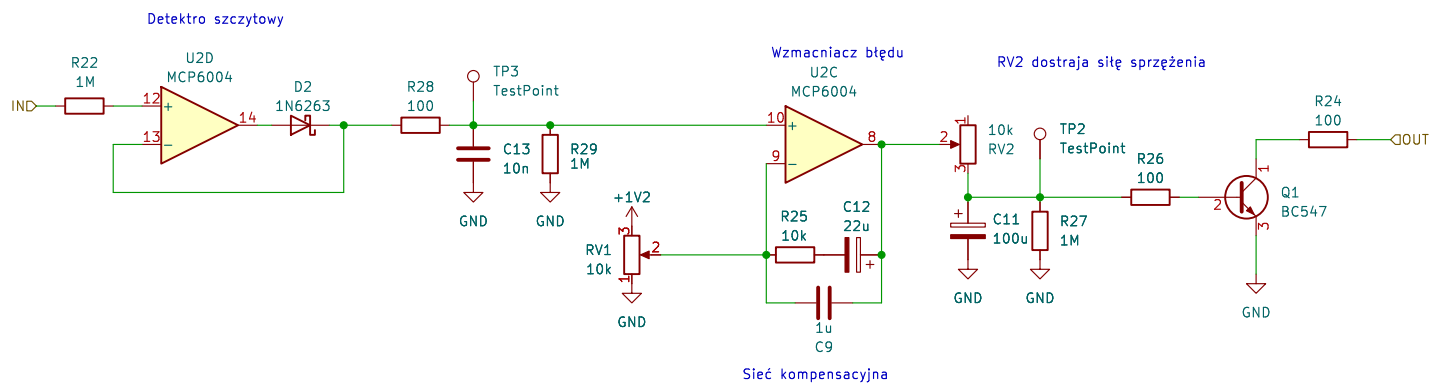 Detektro szczytowy
U2D
MCP6004
R22
1M
IN
12
+
13
−
14
D2
1N6263
R28
100
TP3
TestPoint
C13
10n
R29
1M
GND
GND
Wzmacniacz błędu
U2C
MCP6004
10
+
9
−
8
+1V2
RV1
10k
3
2
1
GND
R25
10k
C12
22u
+
1u
C9
Sieć kompensacyjna
RV2 dostraja siłę sprzężenia
10k
RV2
1
2
3
TP2
TestPoint
+
C11
100u
R27
1M
GND
GND
R26
100
R24
100
OUT
Q1
BC547
1
2
3
GND